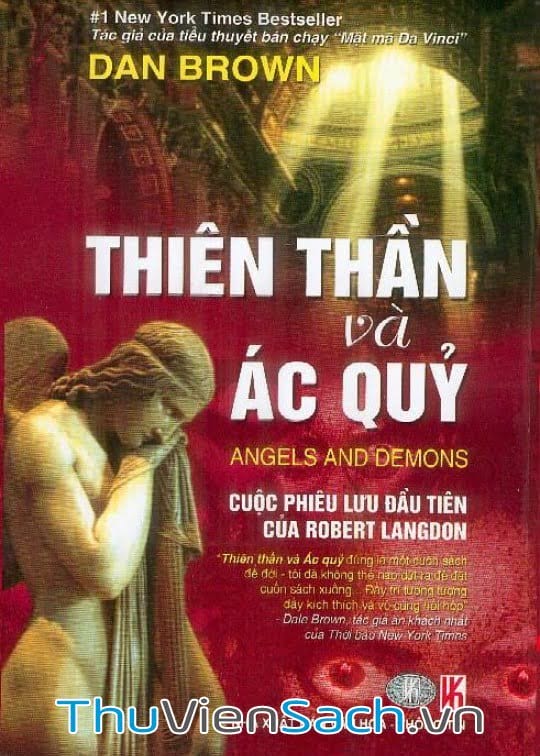 #1 New York Times Bestseller
Tác giả của tiểu thuyết bán chạy “Mật mã Da Vinci”
DAN BROWN
THIÊN THẦN
và
ÁC QUỶ
ANGELS AND DEMONS
CUỘC PHIÊU LƯU ĐẦU TIÊN
CỦA ROBERT LANGDON
"Thiên thần và Ác quỷ đúng là một cuốn sách
để đời - tôi đã không thể nào dứt ra để đặt
cuốn sách xuống... Đầy trí tưởng tượng
đầy kích thích và vô cùng hồi hộp"
- Dale Brown, tác giả ăn khách nhất
của Thời báo New York Times
ThuVienSach.vn